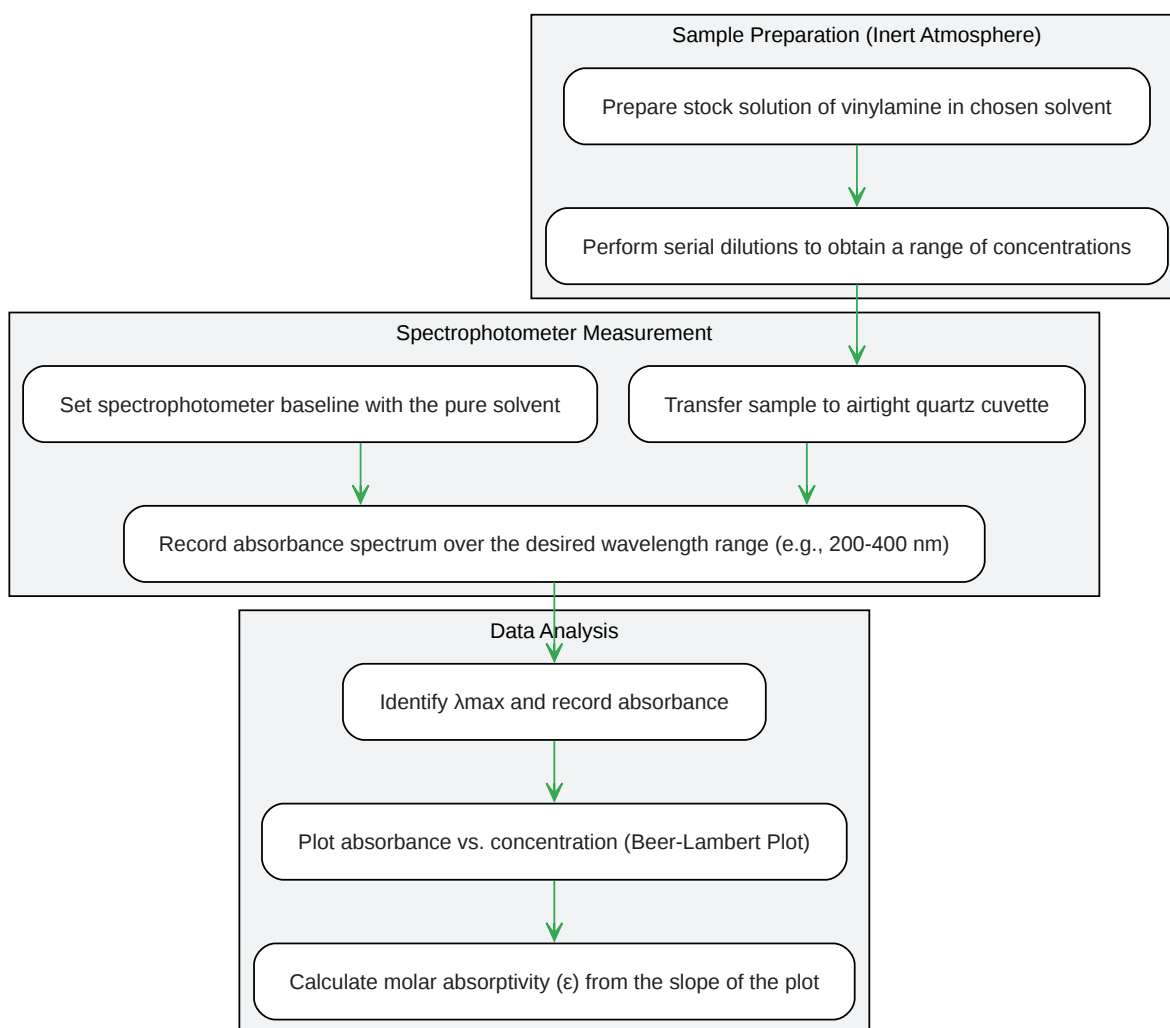 Sample Preparation (Inert Atmosphere)
Prepare stock solution of vinylamine in chosen solvent
Perform serial dilutions to obtain a range of concentrations
Spectrophotometer Measurement
Set spectrophotometer baseline with the pure solvent
Transfer sample to airtight quartz cuvette
Record absorbance spectrum over the desired wavelength range (e.g., 200-400 nm)
Data Analysis
Identify λmax and record absorbance
Plot absorbance vs. concentration (Beer-Lambert Plot)
Calculate molar absorptivity (ε) from the slope of the plot